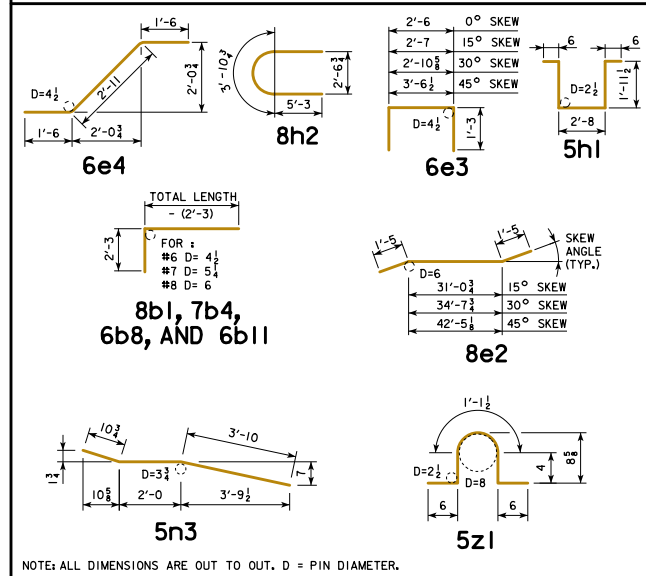 1'-6
D=4½
2'-11
2'-0¾
1'-6
2'-0¾
6e4
3'-10¾
2'-6¾
5'-3
8h2
2'-6 0° SKEW
2'-7 15° SKEW
2'-10⅝ 30° SKEW
3'-6½ 45° SKEW
D=4½
1'-3
6e3
6
6
D=2½
1'-11½
2'-8
5h1
TOTAL LENGTH
- (2'-3)
2'-3
FOR :
#6 D= 4½
#7 D= 5¼
#8 D= 6
8b1, 7b4,
6b8, AND 6b11
1'-5
1'-5
SKEW
ANGLE
(TYP.)
D=6
31'-0¾ 15° SKEW
34'-7¾ 30° SKEW
42'-5⅛ 45° SKEW
8e2
10¾
3'-10
1¾
D=3¾
7
10⅝
2'-0
3'-9½
5n3
1'-1½
D=2½
D=8
4
8⅝
6
6
5z1
NOTE: ALL DIMENSIONS ARE OUT TO OUT. D = PIN DIAMETER.